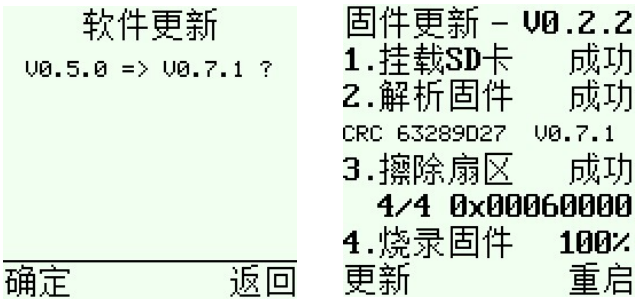 软件更新
V0.5.0 => V0.7.1 ?
确定 返回
固件更新 - V0.2.2
1.挂载SD卡 成功
2.解析固件 成功
CRC 63289D27 V0.7.1
3.擦除扇区 成功
4/4 0x00060000
4.烧录固件 100%
更新 重启